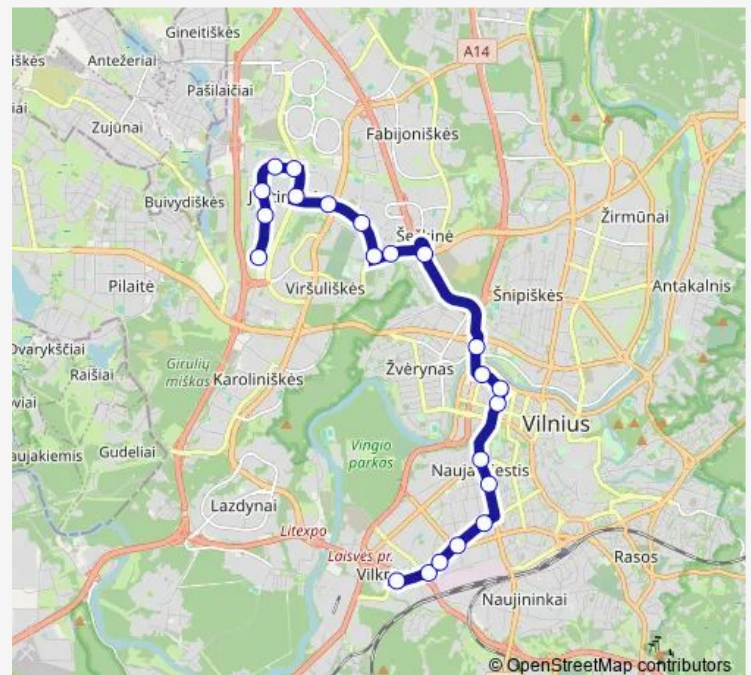 Gineitiškės
A14
Antežeriai
Pašilaičiai
Zujūnai
Fabijoniškės
Buivydiškės
Žirmūnai
Šeškinė
Pilaitė
Viršuliškės
Šnipiškės
Antakalnis
Dvarykščiai
Raišiai
Girulių
miškas
Karoliniškės
Žvėrynas
Vilnius
Vingio
parkas
Gudeliai
Lazdynai
Litexpo
Laisvės pr.
Rasos
Naujininkai
© OpenStreetMap contributors